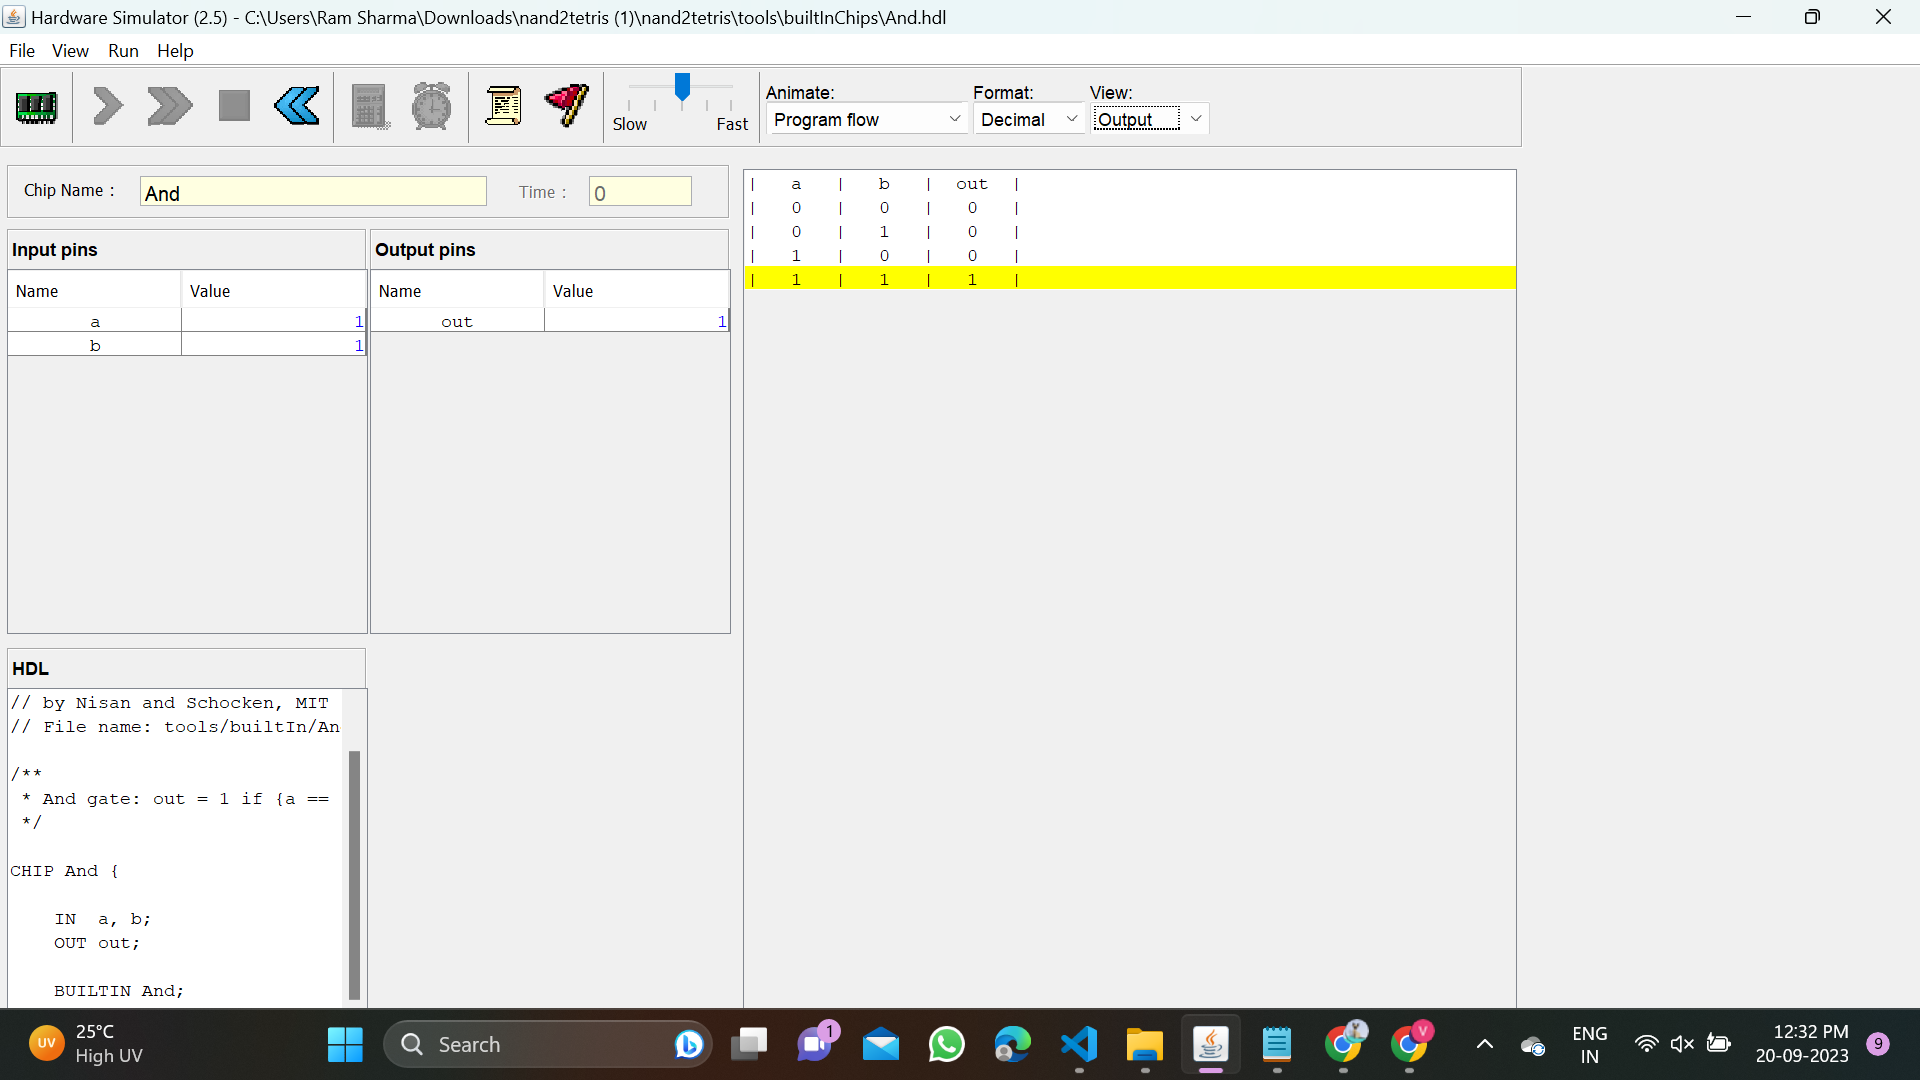 Hardware Simulator (2.5) - C:\Users\Ram Sharma\Downloads\nand2tetris (1)\nand2tetris\tools\builtInChips\And.hdl
File View Run Help
Slow Fast
Animate: Format: View:
Program flow Decimal Output
Chip Name : And Time : 0
Input pins
Name Value
a 1
b 1
Output pins
Name Value
out 1
| a | b | out |
| 0 | 0 | 0 |
| 0 | 1 | 0 |
| 1 | 0 | 0 |
| 1 | 1 | 1 |
HDL
// by Nisan and Schocken, MIT
// File name: tools/builtIn/An
/**
* And gate: out = 1 if {a ==
*/
CHIP And {
IN a, b;
OUT out;
BUILTIN And;
UV
25°C
High UV
Search
1
V
ENG
IN
12:32 PM
20-09-2023
9